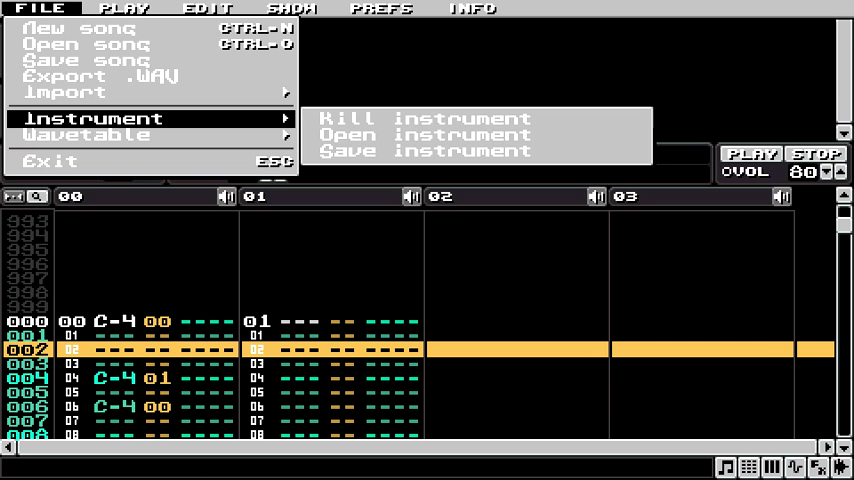 FILE PLAY EDIT SHOW PREFS INFO
New song CTRL-N
Open song CTRL-O
Save song
Export .WAV
Import
Instrument
Kill instrument
Wavetable
Open instrument
Save instrument
Exit ESC
PLAY STOP
VOL 80
00 01 02 03
993
994
995
996
997
998
999
000 00 C-4 00 ---- 01 --- -- ----
001 01 --- -- ---- 01 --- -- ----
002 02 --- -- ---- 02 --- -- ----
003 03 --- -- ---- 03 --- -- ----
004 04 C-4 01 ---- 04 --- -- ----
005 05 --- -- ---- 05 --- -- ----
006 06 C-4 00 ---- 06 --- -- ----
007 07 --- -- ---- 07 --- -- ----
008 08 --- -- ---- 08 --- -- ----